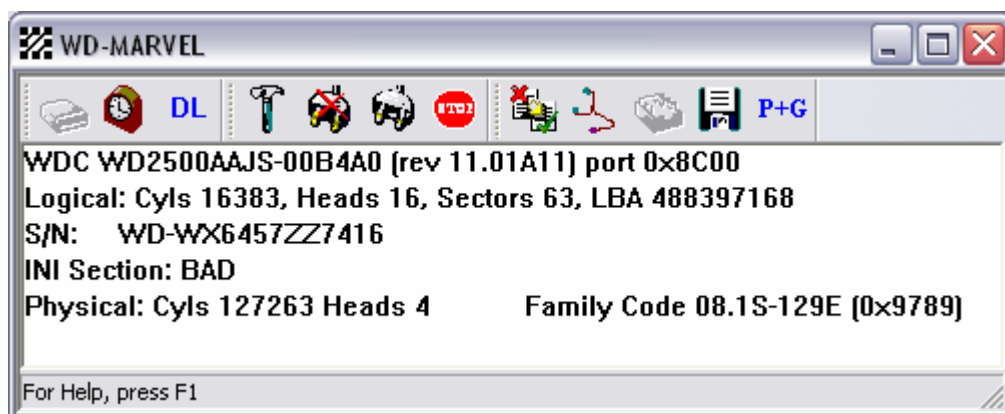 WD-MARVEL
DL STOP P+G
WDC WD2500AAJS-00B4A0 (rev 11.01A11) port 0x8C00
Logical: Cyls 16383, Heads 16, Sectors 63, LBA 488397168
S/N: WD-WX6457ZZ7416
INI Section: BAD
Physical: Cyls 127263 Heads 4 Family Code 08.1S-129E (0x9789)
For Help, press F1